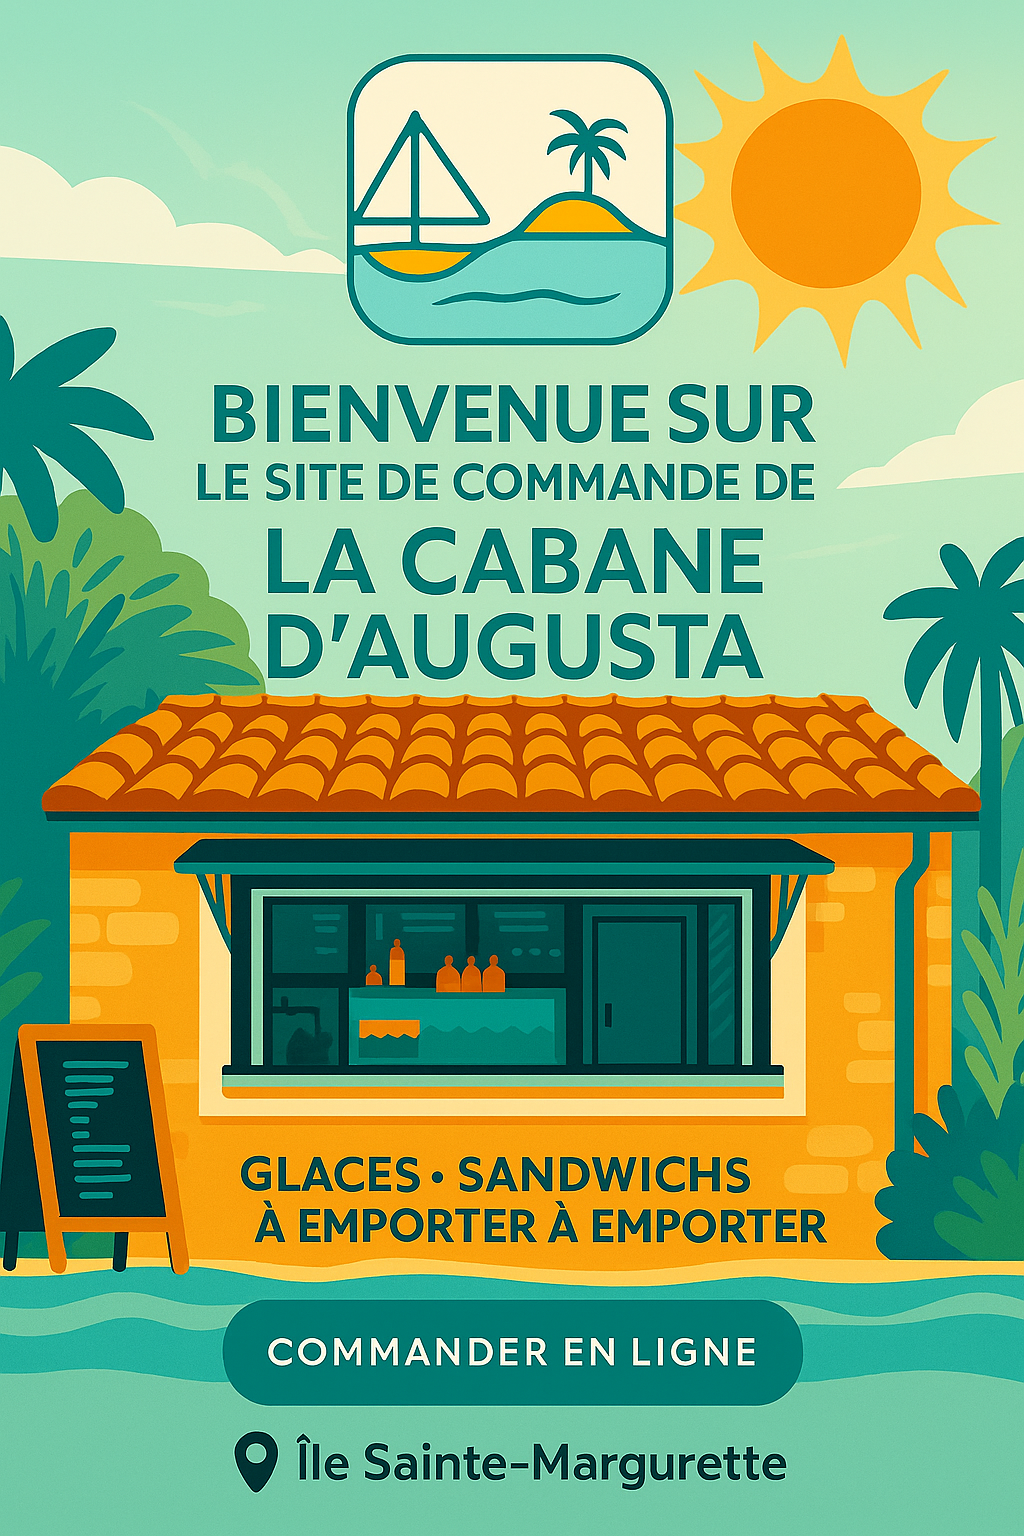 BIENVENUE SUR
LE SITE DE COMMANDE DE
LA CABANE
D'AUGUSTA
GLACES • SANDWICHS
À EMPORTER À EMPORTER
COMMANDER EN LIGNE
Île Sainte-Margurette